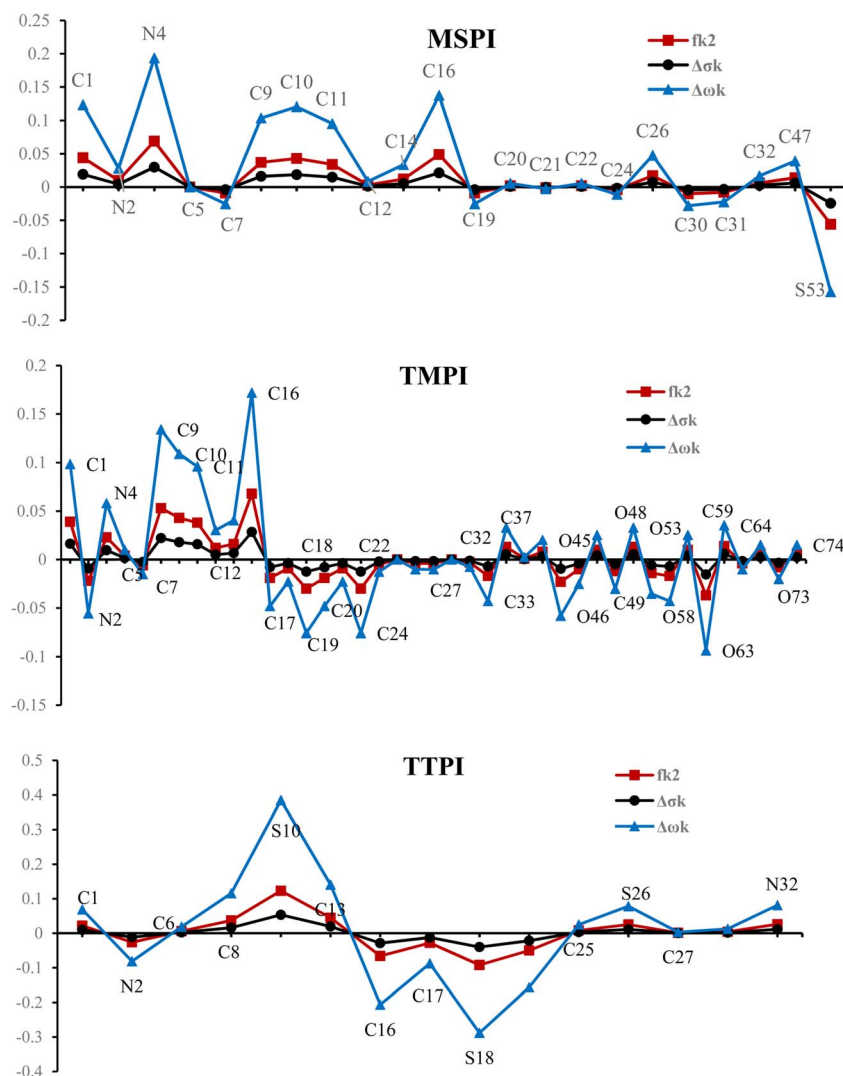 MSPI
0.25
0.2
0.15
0.1
0.05
0
-0.05
-0.1
-0.15
-0.2
fk2
Δσk
Δωk
C1
N2
N4
C5
C7
C9
C10
C11
C12
C14
C16
C19
C20
C21
C22
C24
C26
C30
C31
C32
C47
S53
TMPI
0.2
0.15
0.1
0.05
0
-0.05
-0.1
-0.15
fk2
Δσk
Δωk
C1
N2
N4
C5
C7
C9
C10
C11
C12
C16
C17
C18
C19
C20
C22
C24
C27
C32
C33
C37
O45
O46
O48
C49
O53
O58
C59
O63
C64
O73
C74
TTPI
0.5
0.4
0.3
0.2
0.1
0
-0.1
-0.2
-0.3
-0.4
fk2
Δσk
Δωk
C1
N2
C6
C8
S10
C13
C16
C17
S18
C25
S26
C27
N32